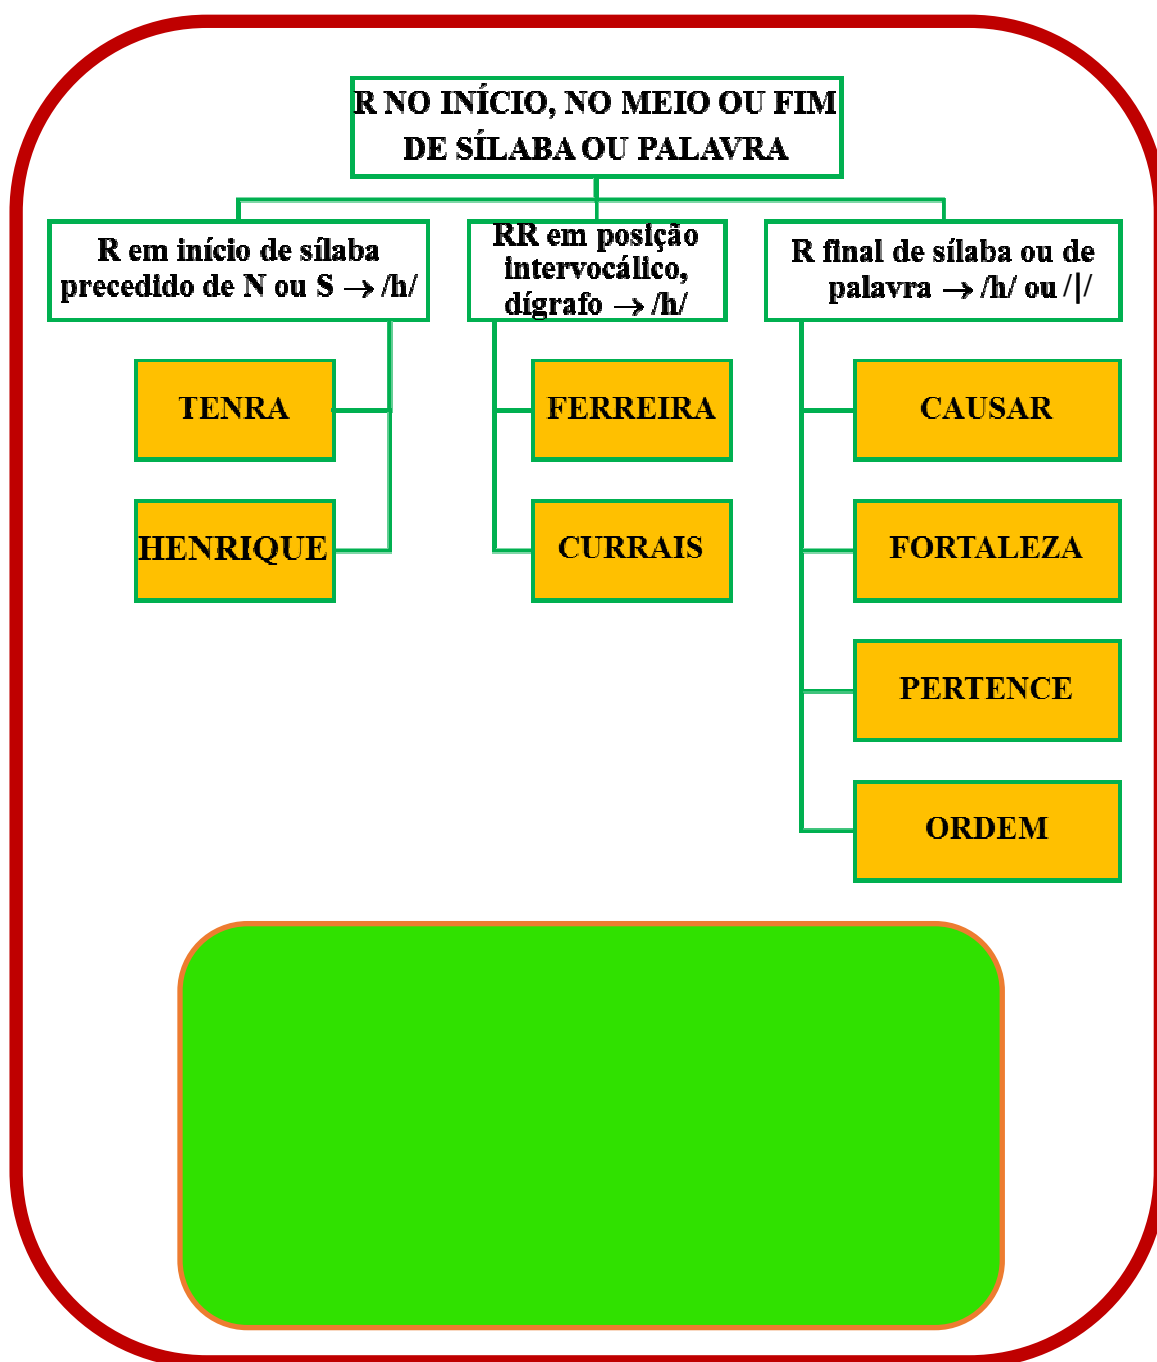 R NO INÍCIO, NO MEIO OU FIM
DE SÍLABA OU PALAVRA
R em início de sílaba
precedido de N ou S → /h/
RR em posição
intervocálico,
dígrafo → /h/
R final de sílaba ou de
palavra → /h/ ou /|/
TENRA
HENRIQUE
FERREIRA
CURRAIS
CAUSAR
FORTALEZA
PERTENCE
ORDEM